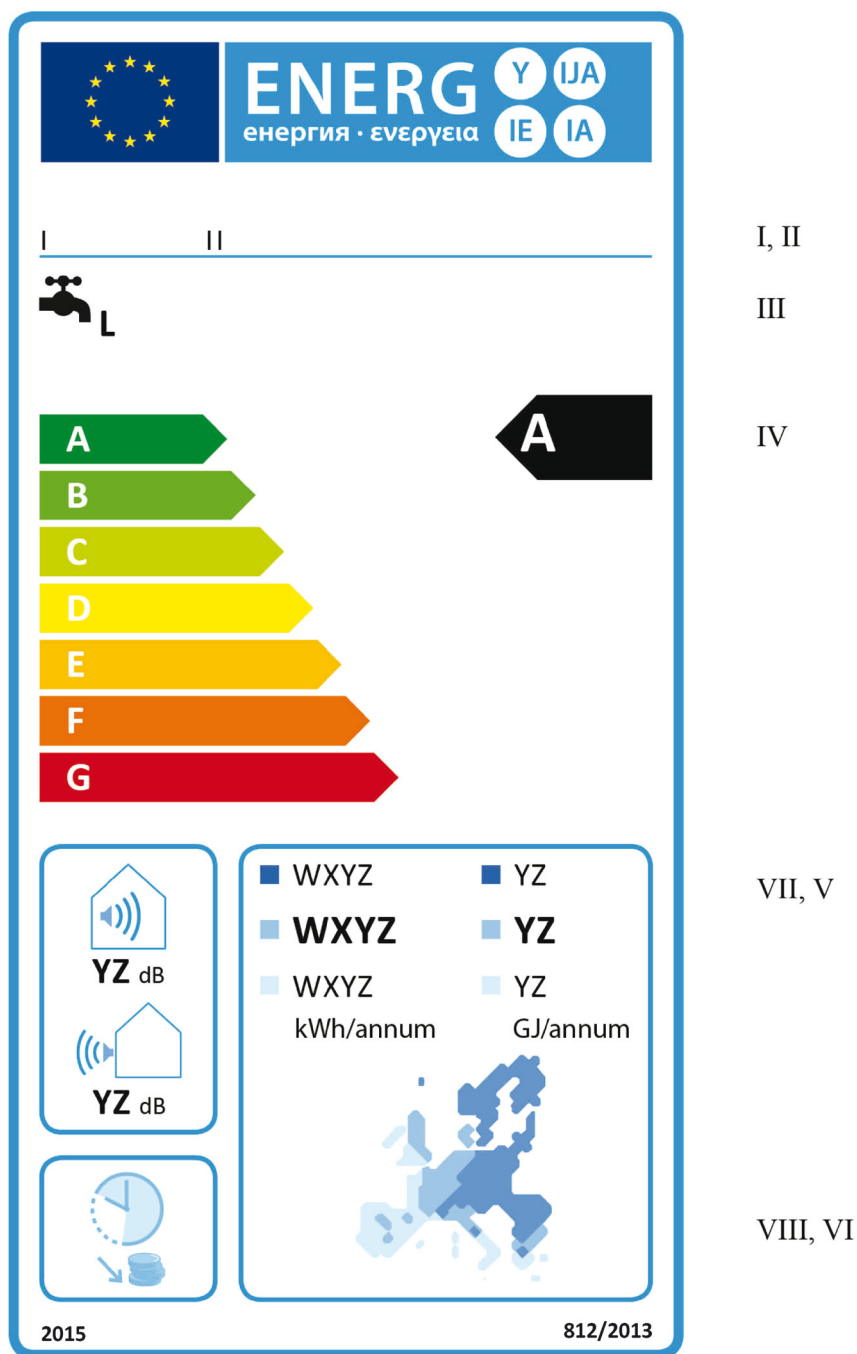 ENERG Y IJA
енергия · ενεργεια IE IA
I II I, II
L III
A A IV
B
C
D
E
F
G
WXYZ YZ VII, V
WXYZ YZ
YZ dB WXYZ YZ
kWh/annum GJ/annum
YZ dB
VIII, VI
2015 812/2013